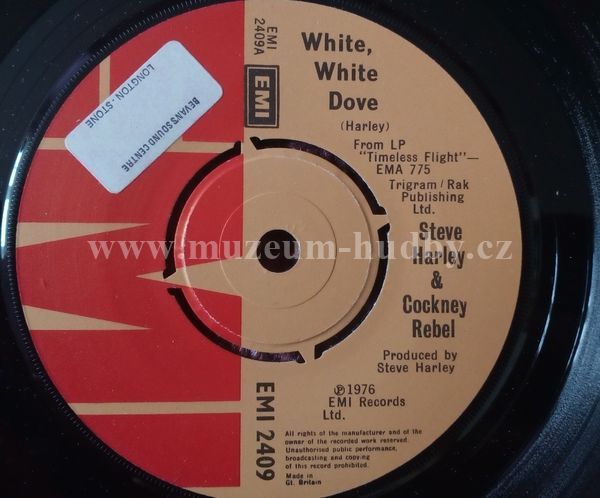 White,
White
Dove
(Harley)
From LP
"Timeless Flight"—
EMA 775
Trigram/Rak
Publishing
Ltd.
Steve
Harley
&
Cockney
Rebel
Produced by
Steve Harley
℗1976
EMI Records
Ltd.
All rights of the manufacturer and of the
owner of the recorded work reserved.
Unauthorised public performance,
broadcasting and copying
of this record prohibited.
Made in
Gt. Britain
EMI
2409A
EMI
EMI 2409
BEVAN'S SOUND CENTRE
LONGTON. STONE
www.muzeum-hudby.cz